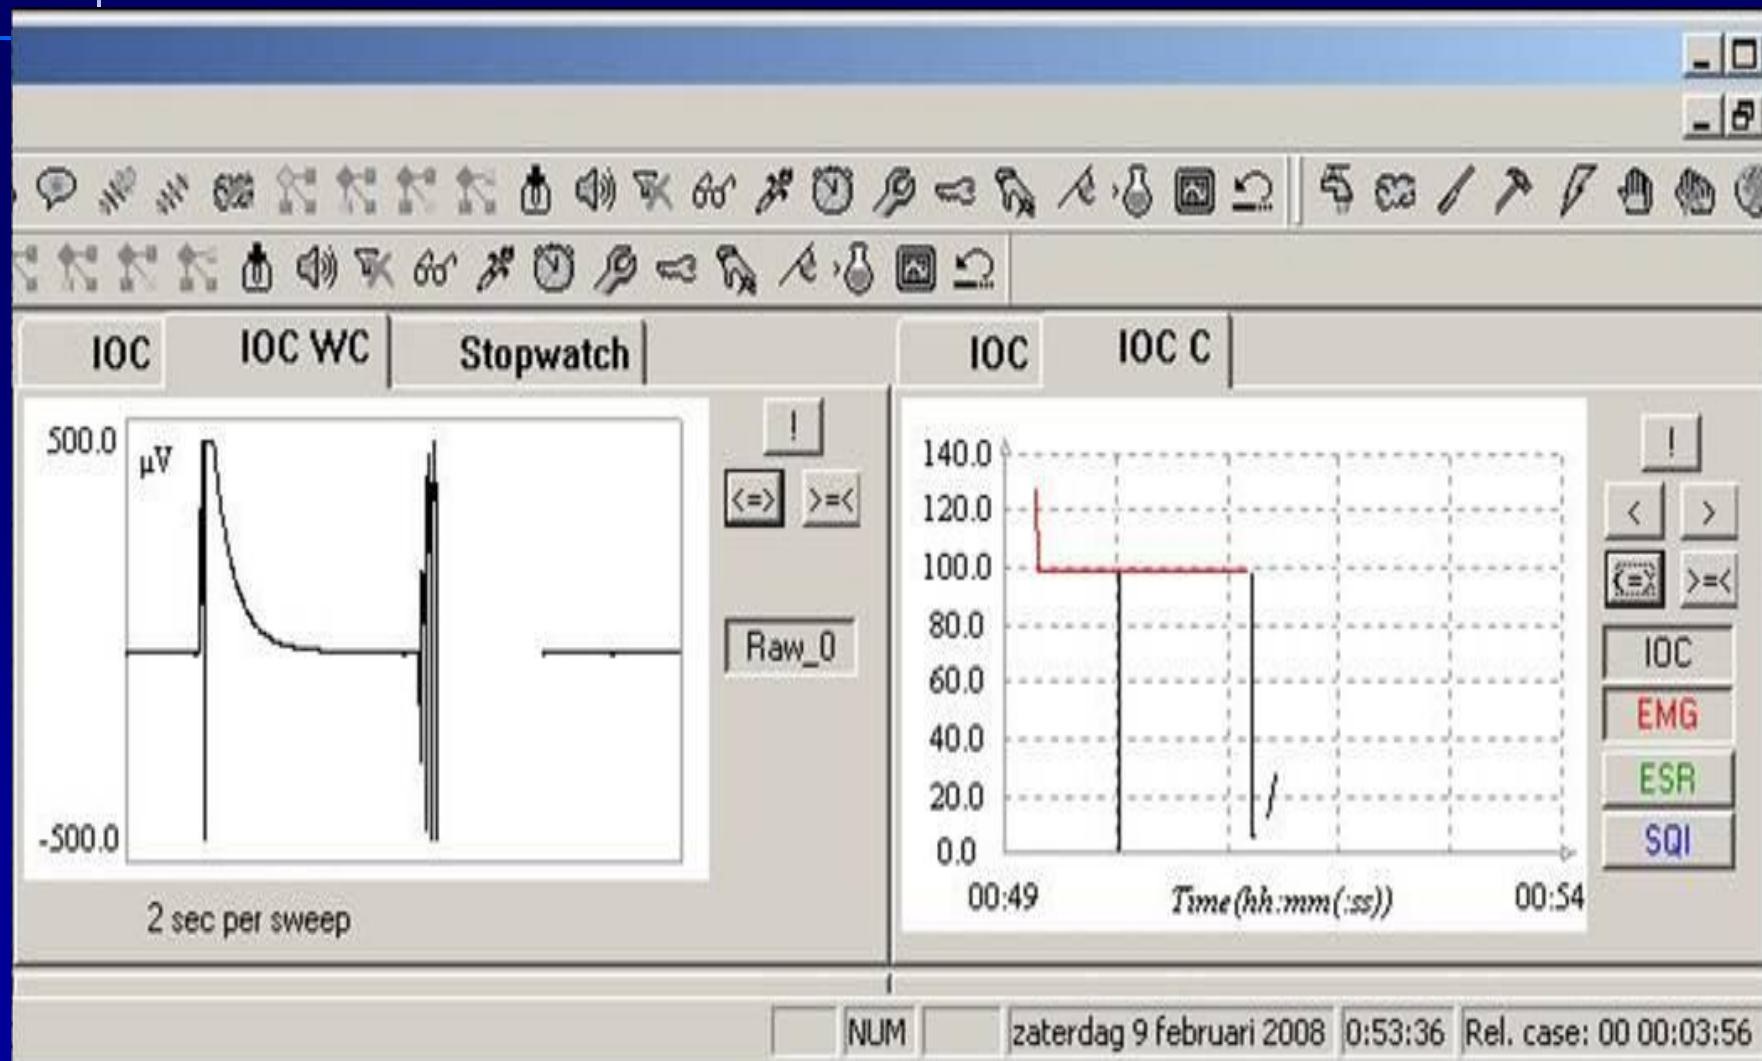 IOC IOC WC Stopwatch
500.0
μV
-500.0
2 sec per sweep
!
<=> >=<
Raw_0
IOC IOC C
140.0
120.0
100.0
80.0
60.0
40.0
20.0
0.0
00:49 Time(hh:mm(:ss)) 00:54
!
< >
<=> >=<
IOC
EMG
ESR
SQI
NUM zaterdag 9 februari 2008 0:53:36 Rel. case: 00 00:03:56